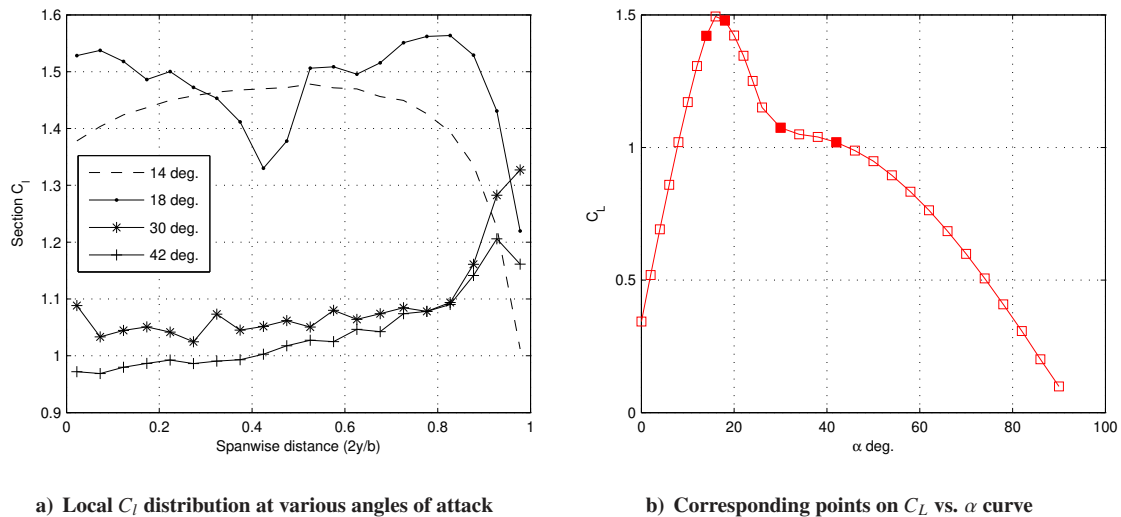 1.6
1.5
1.4
1.3
1.2
1.1
1
0.9
Section C_l
14 deg.
18 deg.
30 deg.
42 deg.
0 0.2 0.4 0.6 0.8 1
Spanwise distance (2y/b)
a) Local C_l distribution at various angles of attack
1.5
1
0.5
0
C_L
0 20 40 60 80 100
α deg.
b) Corresponding points on C_L vs. α curve